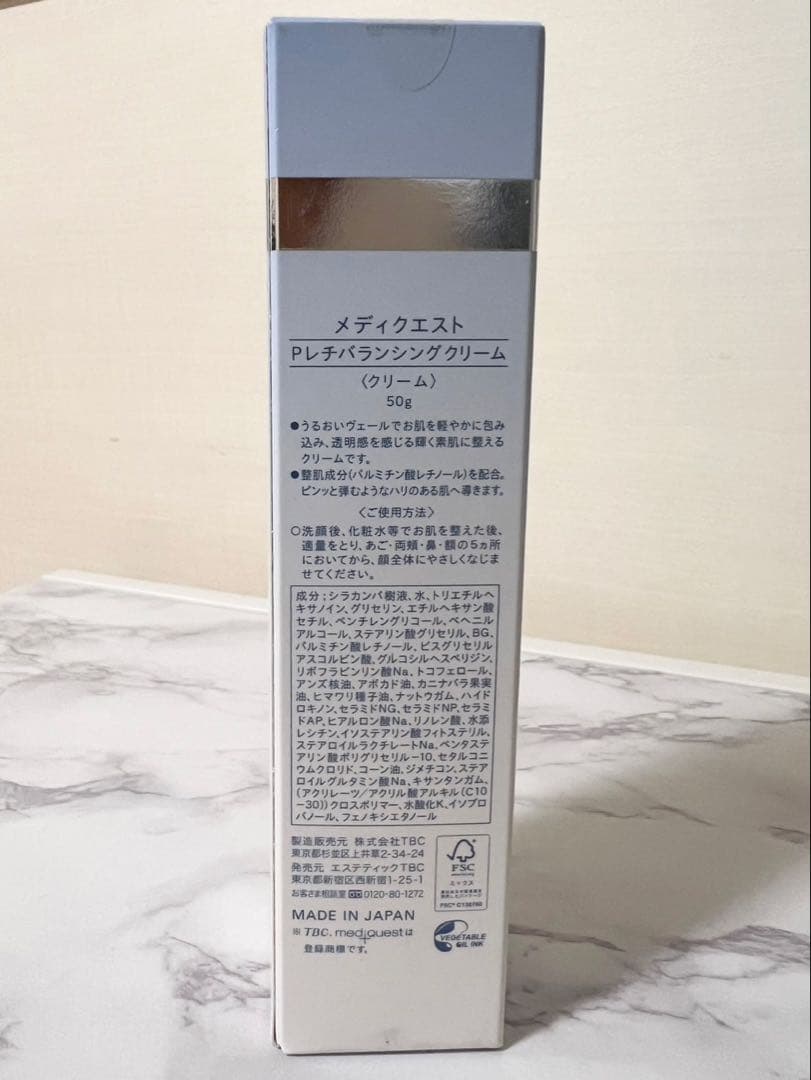 メディクエスト
Pレチバランシングクリーム
〈クリーム〉
50g
●うるおいヴェールでお肌を軽やかに包み
込み、透明感を感じる輝く素肌に整える
クリームです。
●整肌成分(パルミチン酸レチノール)を配合。
ピンッと弾むようなハリのある肌へ導きます。
〈ご使用方法〉
○洗顔後、化粧水等でお肌を整えた後、
適量をとり、あご・両頬・鼻・額の5ヵ所
においてから、顔全体にやさしくなじま
せてください。
成分;シラカンバ樹液、水、トリエチルヘ
キサノイン、グリセリン、エチルヘキサン酸
セチル、ペンチレングリコール、ベヘニル
アルコール、ステアリン酸グリセリル、BG、
パルミチン酸レチノール、ビスグリセリル
アスコルビン酸、グルコシルヘスペリジン、
リボフラビンリン酸Na、トコフェロール、
アンズ核油、アボカド油、カニナバラ果実
油、ヒマワリ種子油、ナットウガム、ハイド
ロキノン、セラミドNG、セラミドNP、セラミ
ドAP、ヒアルロン酸Na、リノレン酸、水添
レシチン、イソステアリン酸フィトステリル、
ステアロイルラクチレートNa、ペンタステ
アリン酸ポリグリセリル-10、セタルコニ
ウムクロリド、コーン油、ジメチコン、ステア
ロイルグルタミン酸Na、キサンタンガム、
(アクリレーツ/アクリル酸アルキル(C10
-30))クロスポリマー、水酸化K、イソプロ
パノール、フェノキシエタノール
製造販売元 株式会社TBC
東京都杉並区上井草2-34-24
発売元 エステティックTBC
東京都新宿区西新宿1-25-1
お客さま相談室 0120-80-1272
FSC
ミックス
MADE IN JAPAN
※TBC. mediquestは
登録商標です。
VEGETABLE
OIL INK